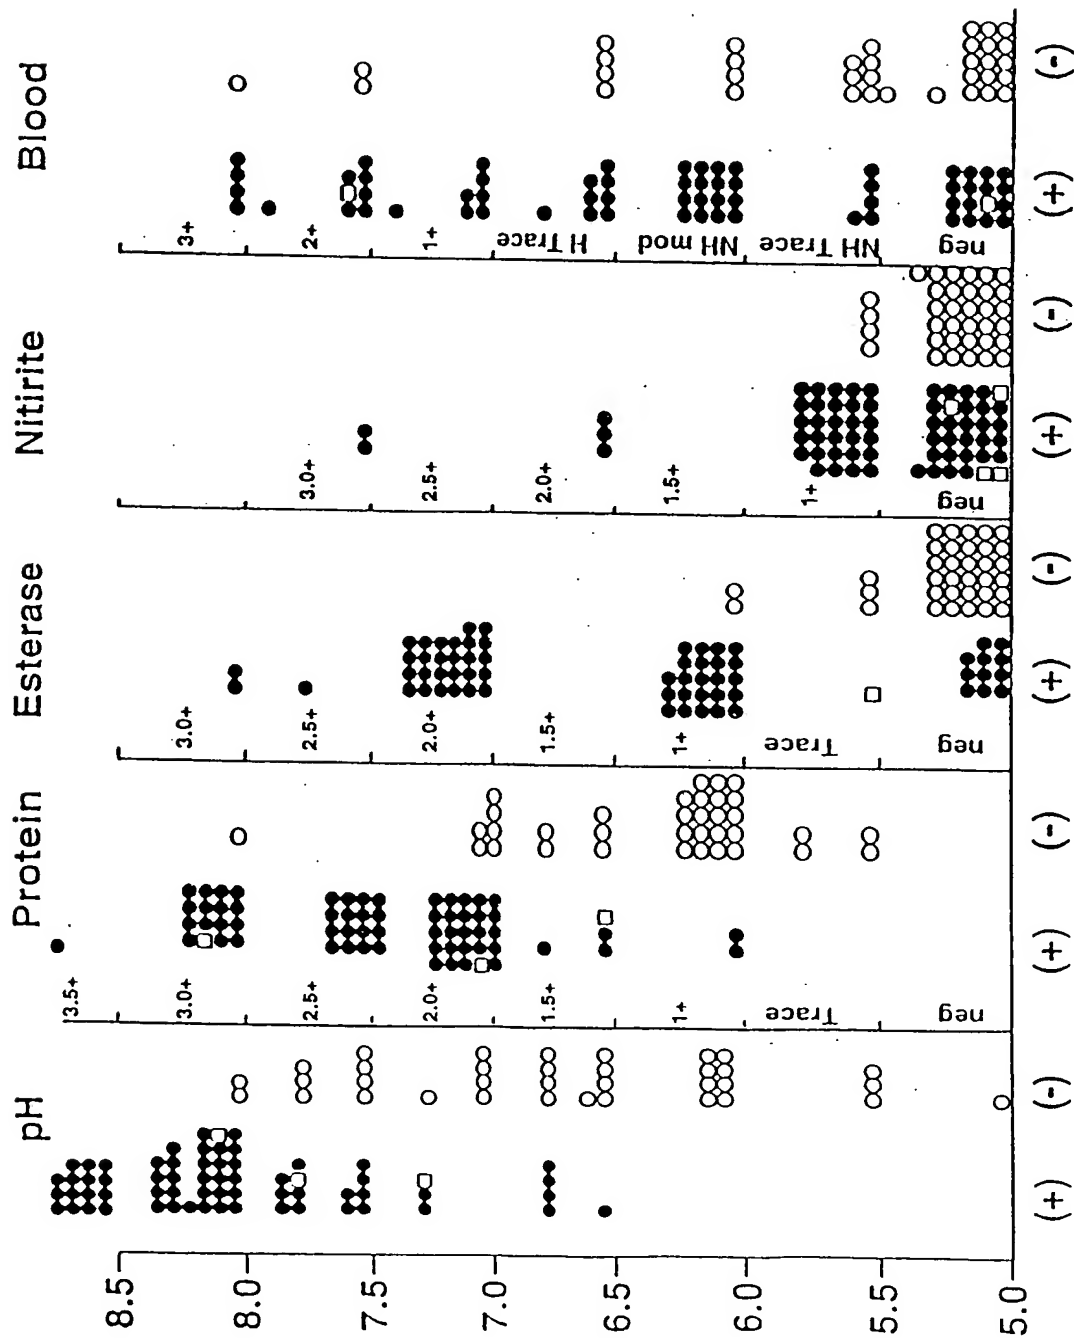 pH Protein Esterase Nitirite Blood
8.5
8.0
7.5
7.0
6.5
6.0
5.5
5.0
3.5+
3.0+
2.5+
2.0+
1.5+
1+
Trace
neg
3.0+
2.5+
2.0+
1.5+
1+
Trace
neg
3.0+
2.5+
2.0+
1.5+
1+
neg
3+
2+
1+
H Trace
NH mod
NH Trace
neg
(+) (-) (+) (-) (+) (-) (+) (-) (+) (-)